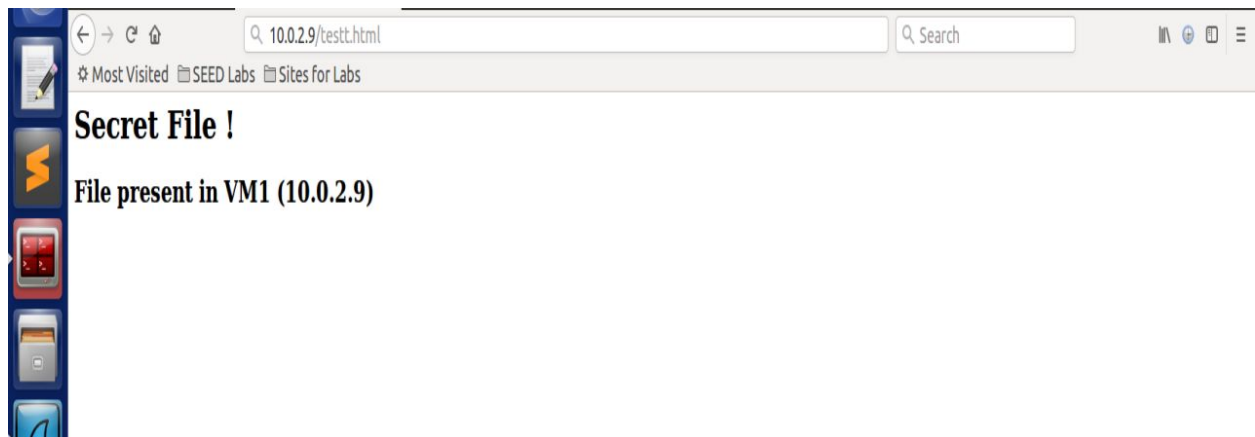 10.0.2.9/testt.html
Search
Most Visited SEED Labs Sites for Labs
Secret File !
File present in VM1 (10.0.2.9)